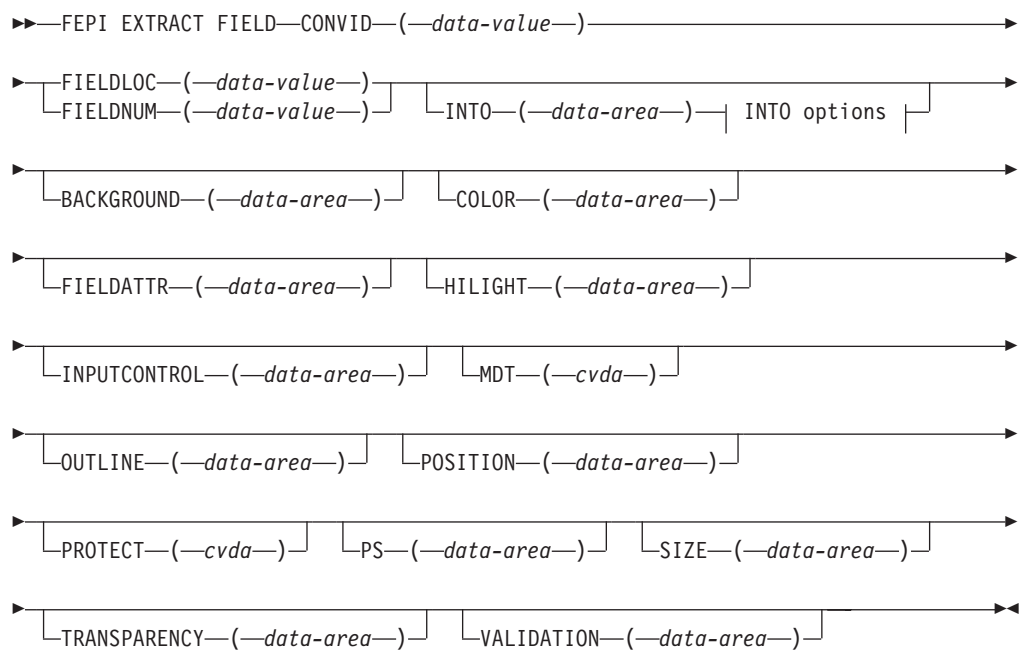 FEPI EXTRACT FIELD CONVID ( data-value )
FIELDLOC ( data-value )
FIELDNUM ( data-value ) INTO ( data-area ) INTO options
BACKGROUND ( data-area ) COLOR ( data-area )
FIELDATTR ( data-area ) HILIGHT ( data-area )
INPUTCONTROL ( data-area ) MDT ( cvda )
OUTLINE ( data-area ) POSITION ( data-area )
PROTECT ( cvda ) PS ( data-area ) SIZE ( data-area )
TRANSPARENCY ( data-area ) VALIDATION ( data-area )